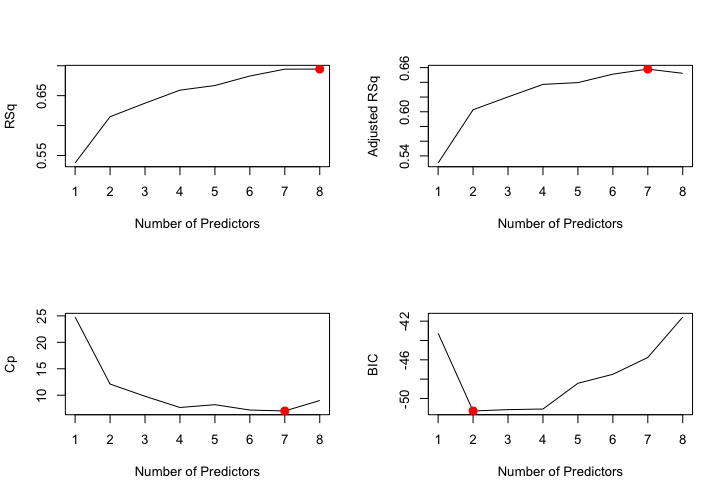 RSq
0.55 0.65
1 2 3 4 5 6 7 8
Number of Predictors
Adjusted RSq
0.54 0.60 0.66
1 2 3 4 5 6 7 8
Number of Predictors
Cp
10 15 20 25
1 2 3 4 5 6 7 8
Number of Predictors
BIC
-50 -46 -42
1 2 3 4 5 6 7 8
Number of Predictors